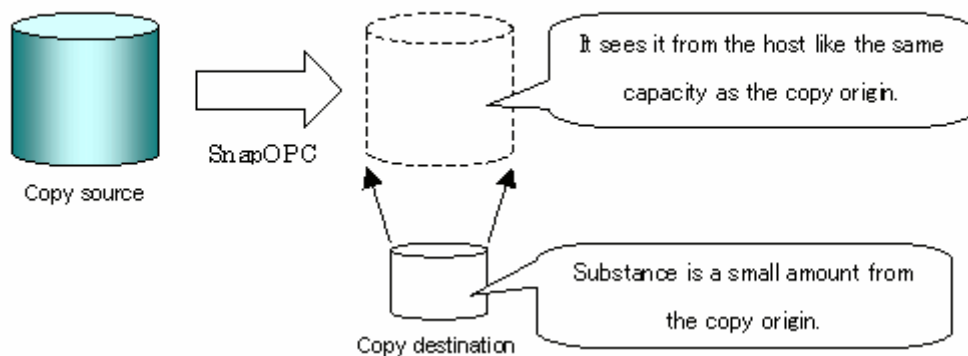 It sees it from the host like the same
capacity as the copy origin.
SnapOPC
Copy source
Substance is a small amount from
the copy origin.
Copy destination